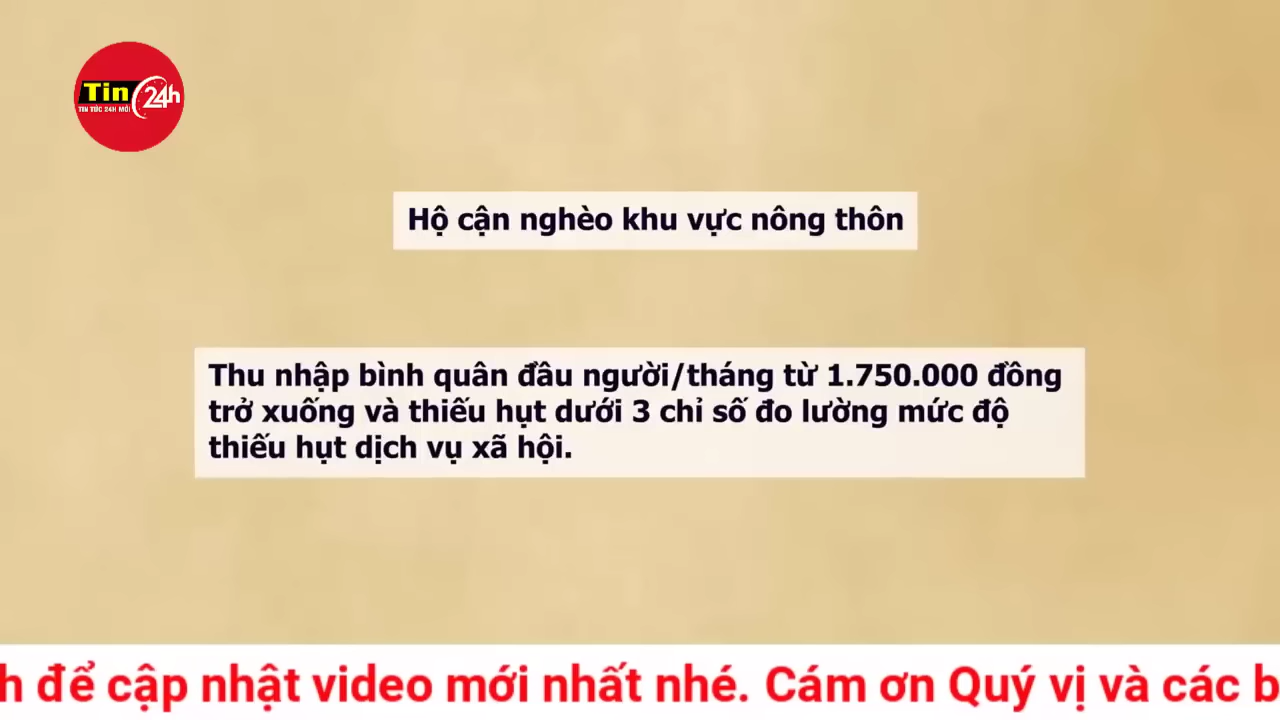 Tin 24h
TIN TỨC 24H MỚI
Hộ cận nghèo khu vực nông thôn
Thu nhập bình quân đầu người/tháng từ 1.750.000 đồng
trở xuống và thiếu hụt dưới 3 chỉ số đo lường mức độ
thiếu hụt dịch vụ xã hội.
h để cập nhật video mới nhất nhé. Cám ơn Quý vị và các b